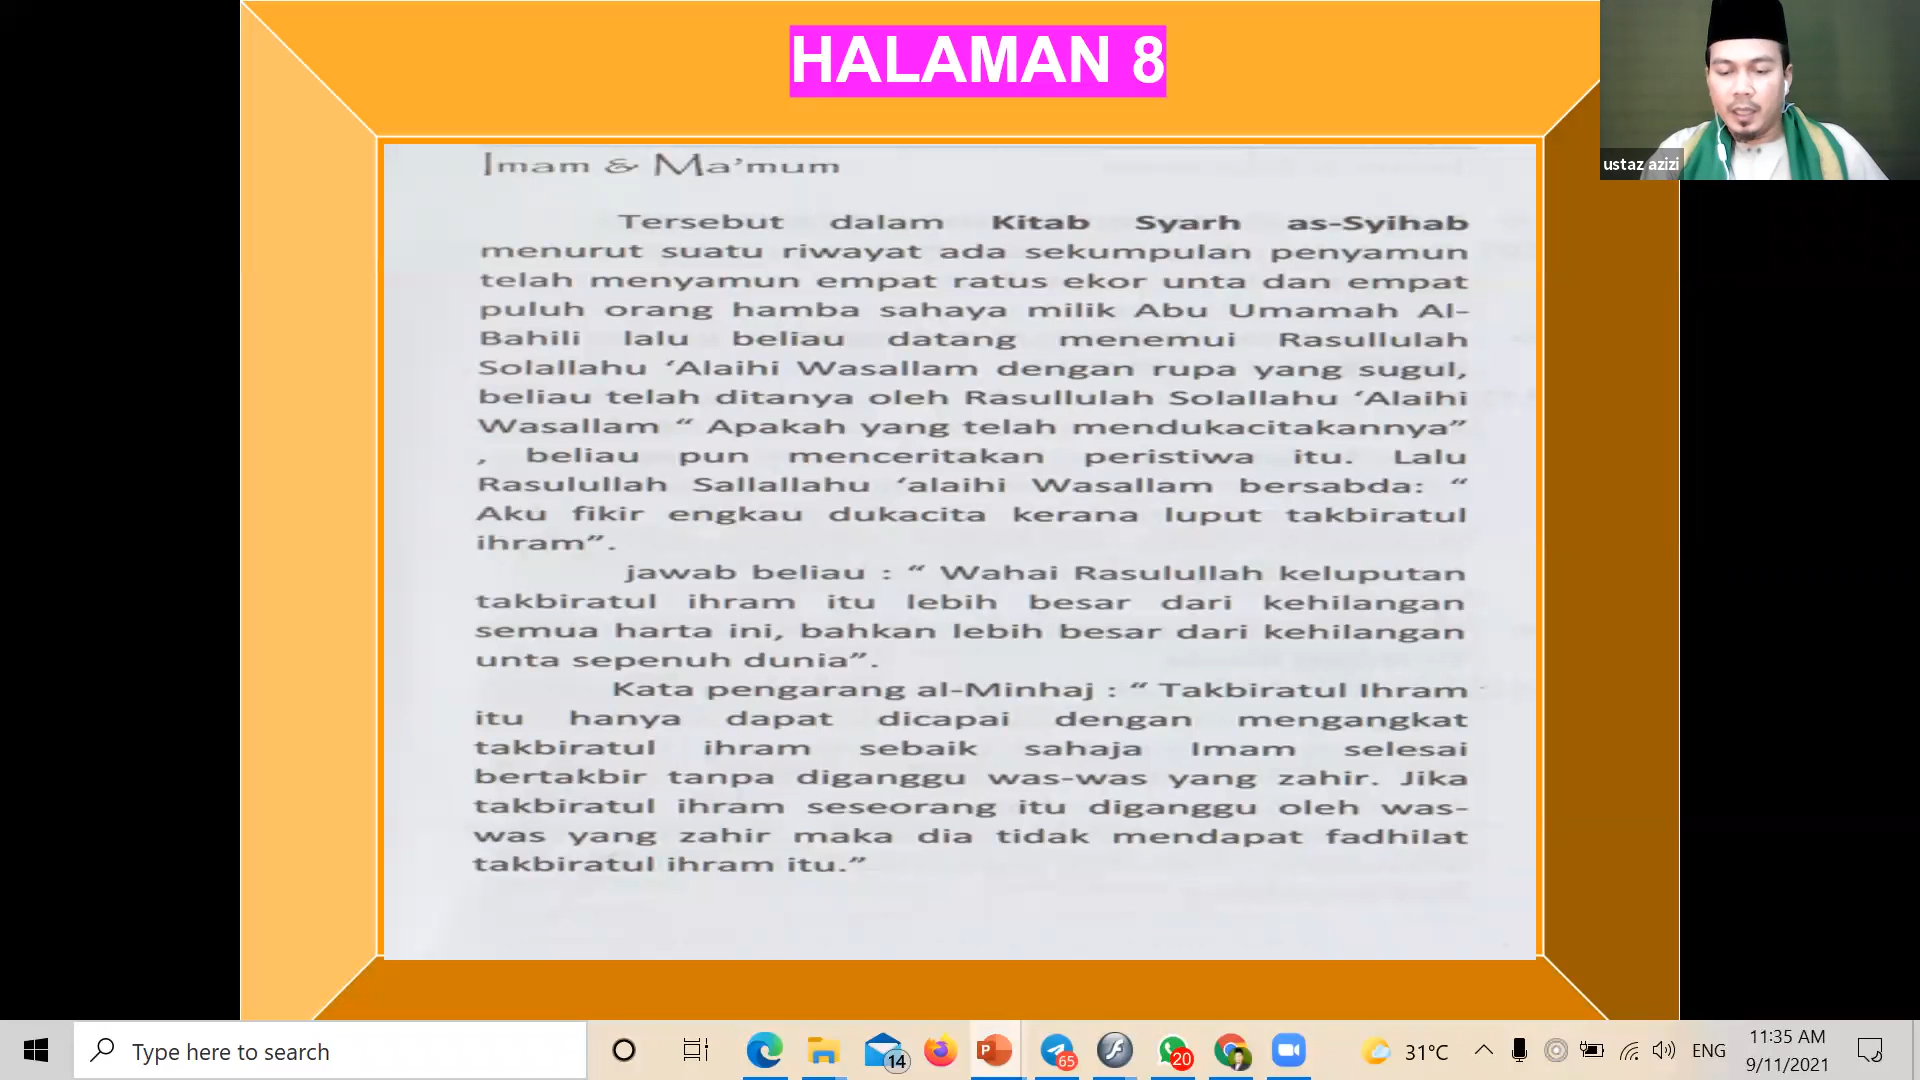 HALAMAN 8
ustaz azizi
Imam & Ma'mum
Tersebut dalam Kitab Syarh as-Syihab
menurut suatu riwayat ada sekumpulan penyamun
telah menyamun empat ratus ekor unta dan empat
puluh orang hamba sahaya milik Abu Umamah Al-
Bahili lalu beliau datang menemui Rasullulah
Solallahu ‘Alaihi Wasallam dengan rupa yang sugul,
beliau telah ditanya oleh Rasullulah Solallahu ‘Alaihi
Wasallam “ Apakah yang telah mendukacitakannya”
, beliau pun menceritakan peristiwa itu. Lalu
Rasulullah Sallallahu ‘alaihi Wasallam bersabda: “
Aku fikir engkau dukacita kerana luput takbiratul
ihram”.
jawab beliau : “ Wahai Rasulullah keluputan
takbiratul ihram itu lebih besar dari kehilangan
semua harta ini, bahkan lebih besar dari kehilangan
unta sepenuh dunia”.
Kata pengarang al-Minhaj : “ Takbiratul Ihram
itu hanya dapat dicapai dengan mengangkat
takbiratul ihram sebaik sahaja Imam selesai
bertakbir tanpa diganggu was-was yang zahir. Jika
takbiratul ihram seseorang itu diganggu oleh was-
was yang zahir maka dia tidak mendapat fadhilat
takbiratul ihram itu.”
Type here to search
14
65
20
31°C
ENG
11:35 AM
9/11/2021